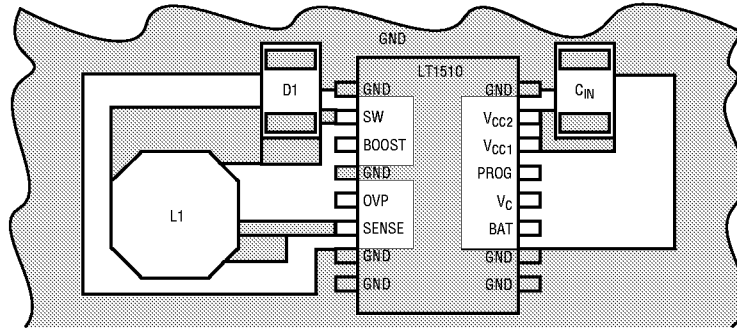 GND
LT1510
D1
C_IN
GND
GND
SW
V_CC2
BOOST
V_CC1
GND
PROG
L1
OVP
V_C
SENSE
BAT
GND
GND
GND
GND